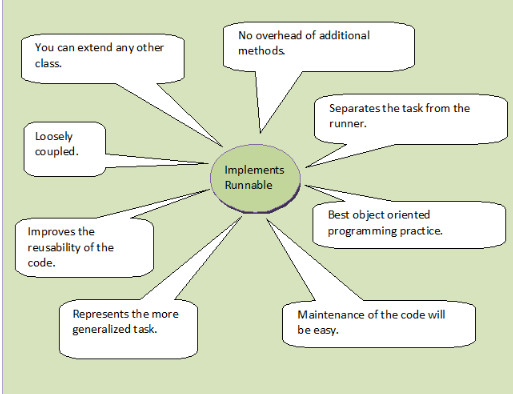 No overhead of additional
methods.
You can extend any other
class.
Separates the task from the
runner.
Loosely
coupled.
Implements
Runnable
Best object oriented
programming practice.
Improves the
reusability of the
code.
Represents the more
generalized task.
Maintenance of the code will
be easy.